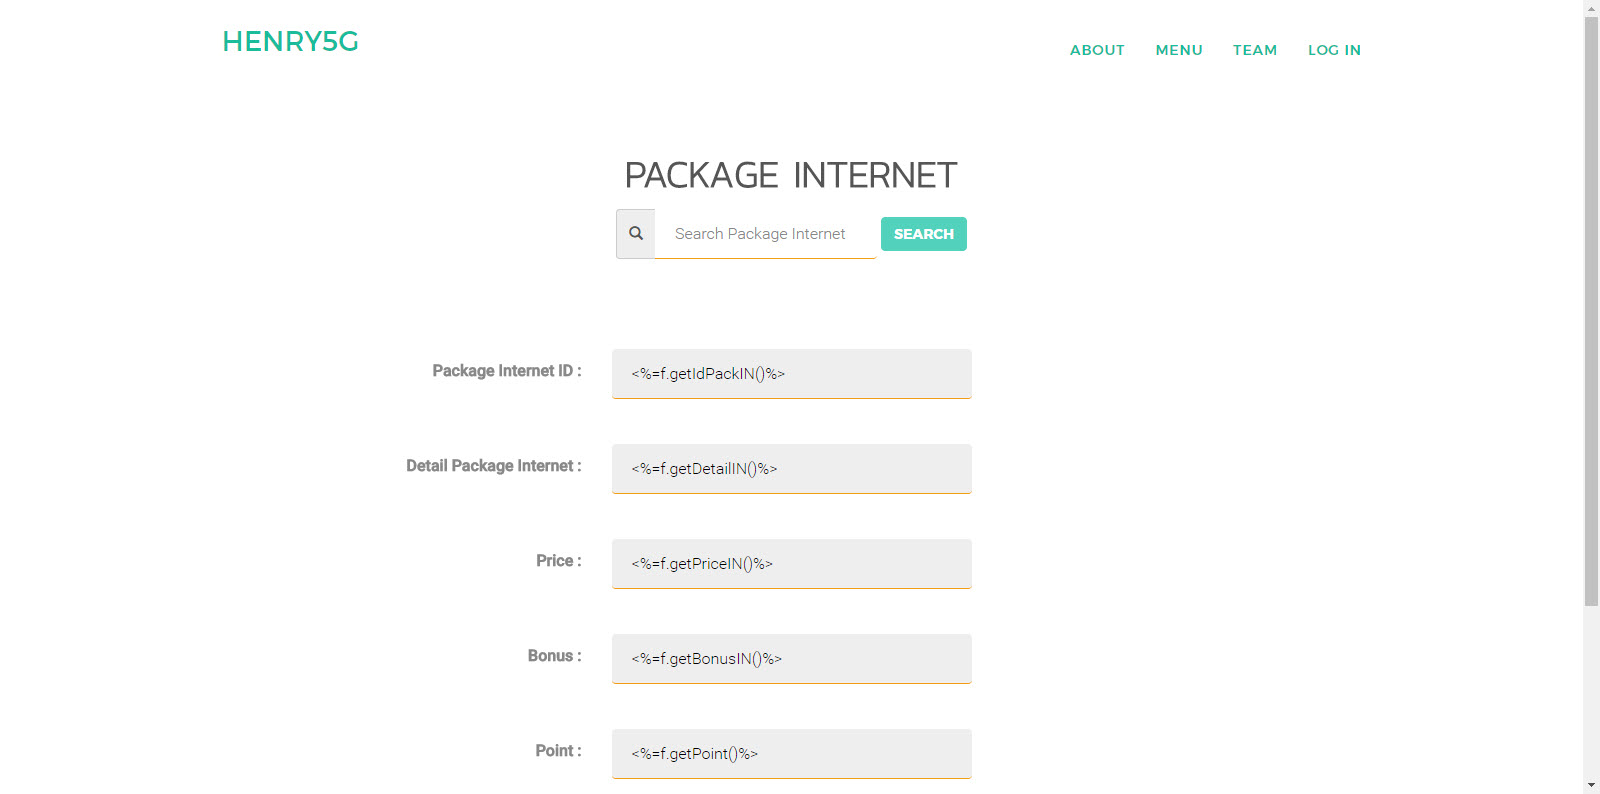 HENRY5G
ABOUT MENU TEAM LOG IN
PACKAGE INTERNET
Search Package Internet SEARCH
Package Internet ID : <%=f.getIdPackIN()%>
Detail Package Internet : <%=f.getDetailIN()%>
Price : <%=f.getPriceIN()%>
Bonus : <%=f.getBonusIN()%>
Point : <%=f.getPoint()%>